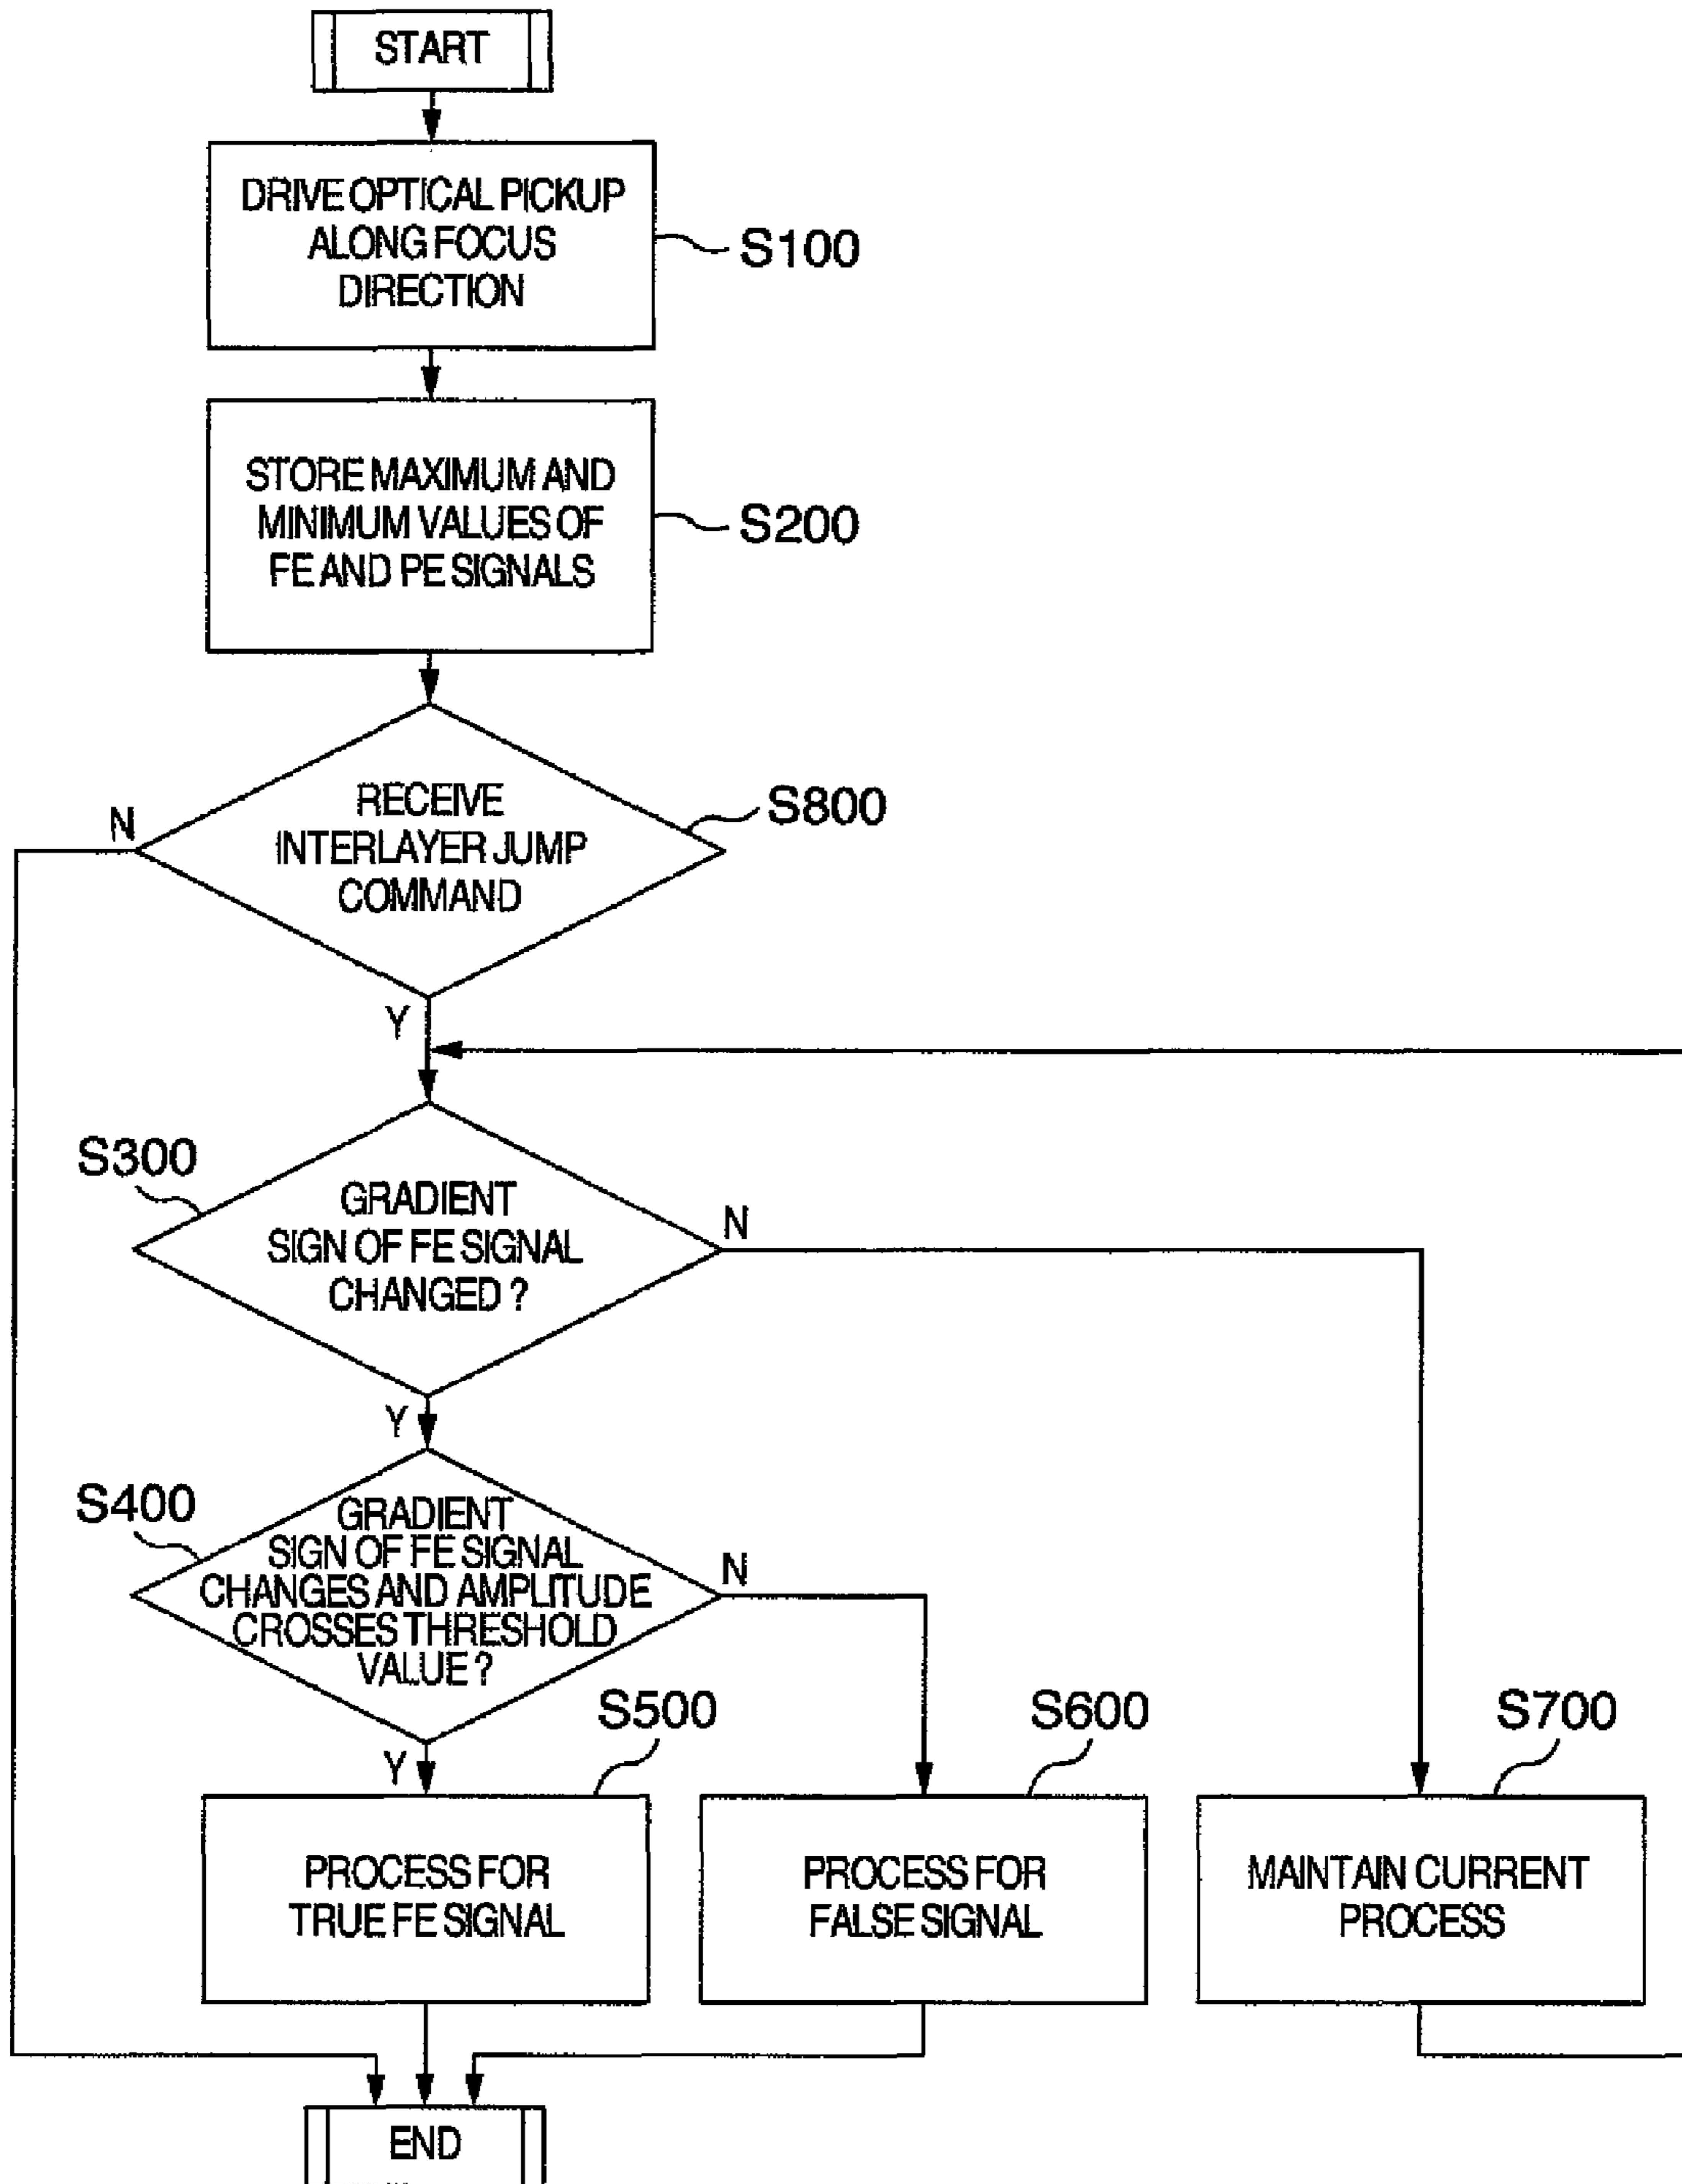 START
DRIVE OPTICAL PICKUP
ALONG FOCUS
DIRECTION
S100
STORE MAXIMUM AND
MINIMUM VALUES OF
FE AND PE SIGNALS
S200
RECEIVE
INTERLAYER JUMP
COMMAND
S800
N
Y
S300
GRADIENT
SIGN OF FE SIGNAL
CHANGED ?
N
Y
S400
GRADIENT
SIGN OF FE SIGNAL
CHANGES AND AMPLITUDE
CROSSES THRESHOLD
VALUE ?
N
Y
S500
PROCESS FOR
TRUE FE SIGNAL
S600
PROCESS FOR
FALSE SIGNAL
S700
MAINTAIN CURRENT
PROCESS
END